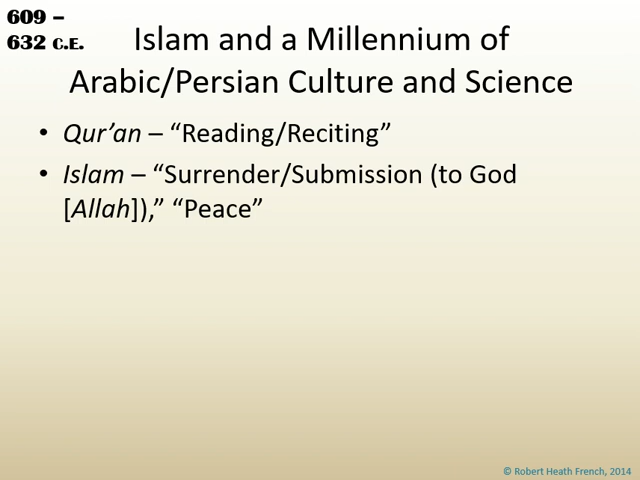 609 –
632 C.E.
Islam and a Millennium of
Arabic/Persian Culture and Science
• Qur’an – “Reading/Reciting”
• Islam – “Surrender/Submission (to God
[Allah]),” “Peace”
© Robert Heath French, 2014